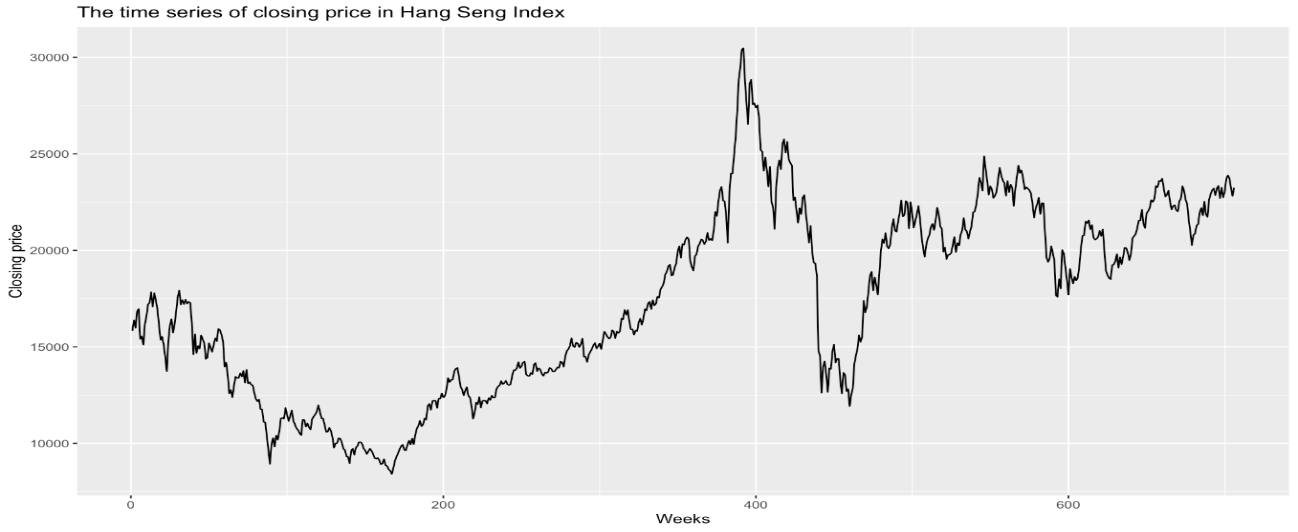 The time series of closing price in Hang Seng Index
30000
25000
20000
15000
10000
Closing price
0 200 400 600
Weeks